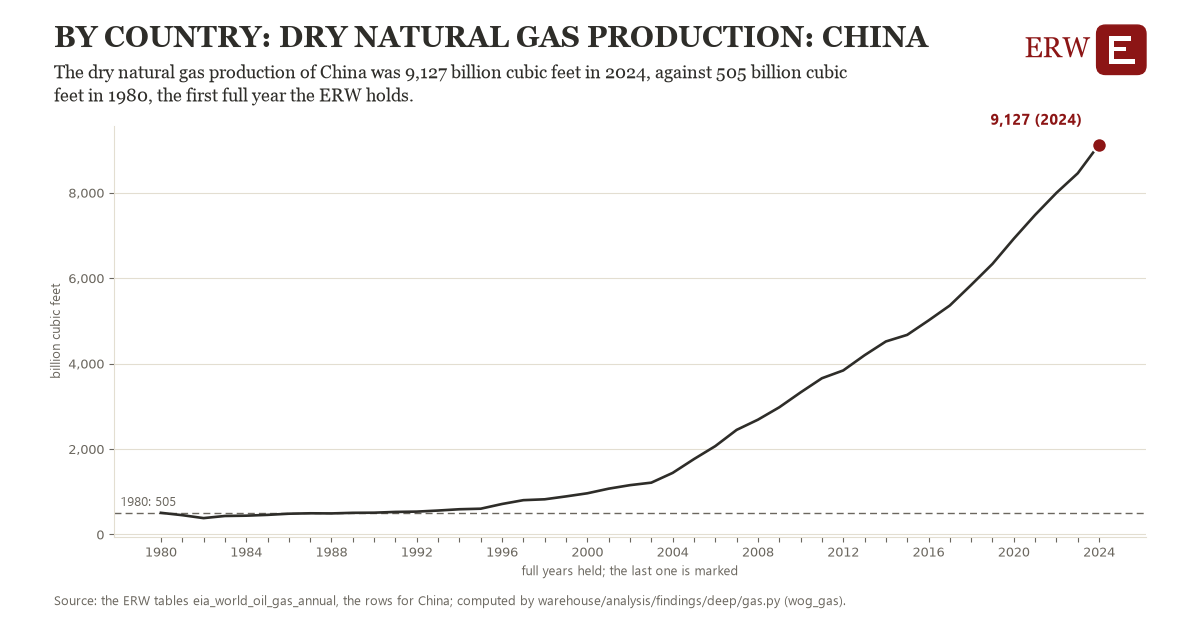 BY COUNTRY: DRY NATURAL GAS PRODUCTION: CHINA
The dry natural gas production of China was 9,127 billion cubic feet in 2024, against 505 billion cubic
feet in 1980, the first full year the ERW holds.
ERW E
9,127 (2024)
8,000
6,000
4,000
2,000
0
billion cubic feet
1980: 505
1980 1984 1988 1992 1996 2000 2004 2008 2012 2016 2020 2024
full years held; the last one is marked
Source: the ERW tables eia_world_oil_gas_annual, the rows for China; computed by warehouse/analysis/findings/deep/gas.py (wog_gas).